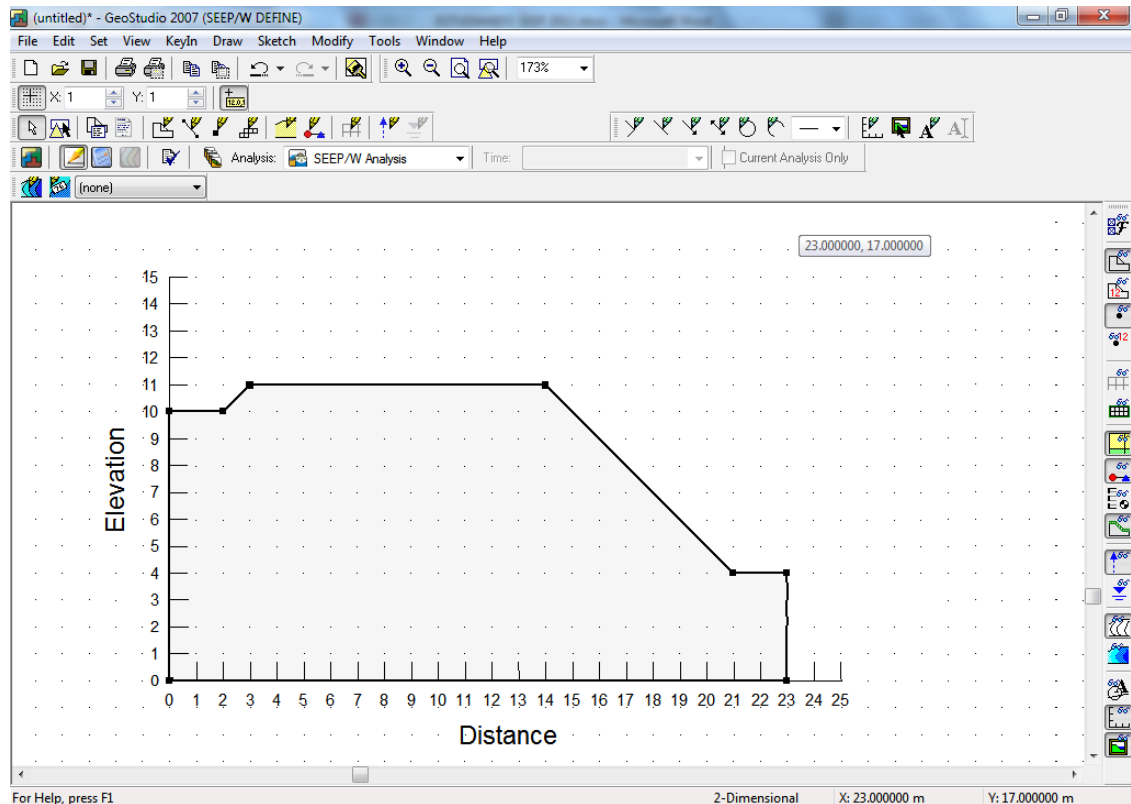 (untitled)* - GeoStudio 2007 (SEEP/W DEFINE)
File Edit Set View KeyIn Draw Sketch Modify Tools Window Help
173%
X: 1 Y: 1
12,0,1
Analysis: SEEP/W Analysis Time: Current Analysis Only
(none)
23.000000, 17.000000
15
14
13
12
11
10
9
8
7
6
5
4
3
2
1
0
Elevation
0 1 2 3 4 5 6 7 8 9 10 11 12 13 14 15 16 17 18 19 20 21 22 23 24 25
Distance
For Help, press F1 2-Dimensional X: 23.000000 m Y: 17.000000 m